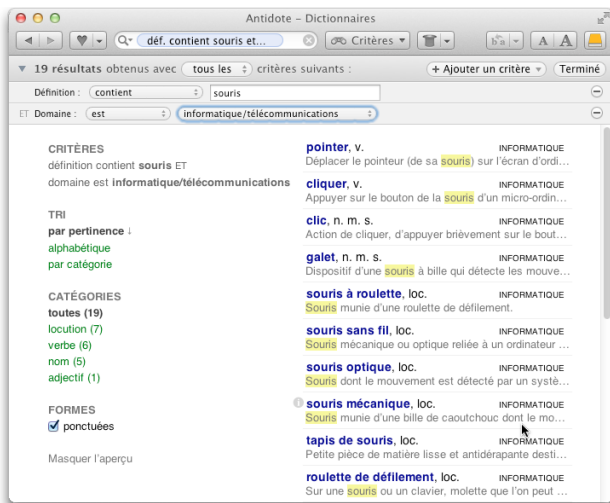 Antidote – Dictionnaires
déf. contient souris et...
Critères
A A
19 résultats obtenus avec tous les critères suivants :
+ Ajouter un critère
Terminé
Définition : contient souris
ET Domaine : est informatique/télécommunications
CRITÈRES
définition contient souris ET
domaine est informatique/télécommunications
TRI
par pertinence ↓
alphabétique
par catégorie
CATÉGORIES
toutes (19)
locution (7)
verbe (6)
nom (5)
adjectif (1)
FORMES
ponctuées
Masquer l'aperçu
pointer, v. INFORMATIQUE
Déplacer le pointeur (de sa souris) sur l'écran d'ordi…
cliquer, v. INFORMATIQUE
Appuyer sur le bouton de la souris d'un micro-ordin…
clic, n. m. s. INFORMATIQUE
Action de cliquer, d'appuyer brièvement sur le bout…
galet, n. m. s. INFORMATIQUE
Dispositif d'une souris à bille qui détecte les mouve…
souris à roulette, loc. INFORMATIQUE
Souris munie d'une roulette de défilement.
souris sans fil, loc. INFORMATIQUE
Souris mécanique ou optique reliée à un ordinateur …
souris optique, loc. INFORMATIQUE
Souris dont le mouvement est détecté par un systè…
souris mécanique, loc. INFORMATIQUE
Souris munie d'une bille de caoutchouc dont le mo…
tapis de souris, loc. INFORMATIQUE
Petite pièce de matière lisse et antidérapante desti…
roulette de défilement, loc. INFORMATIQUE
Sur une souris ou un clavier, molette que l'on peut …